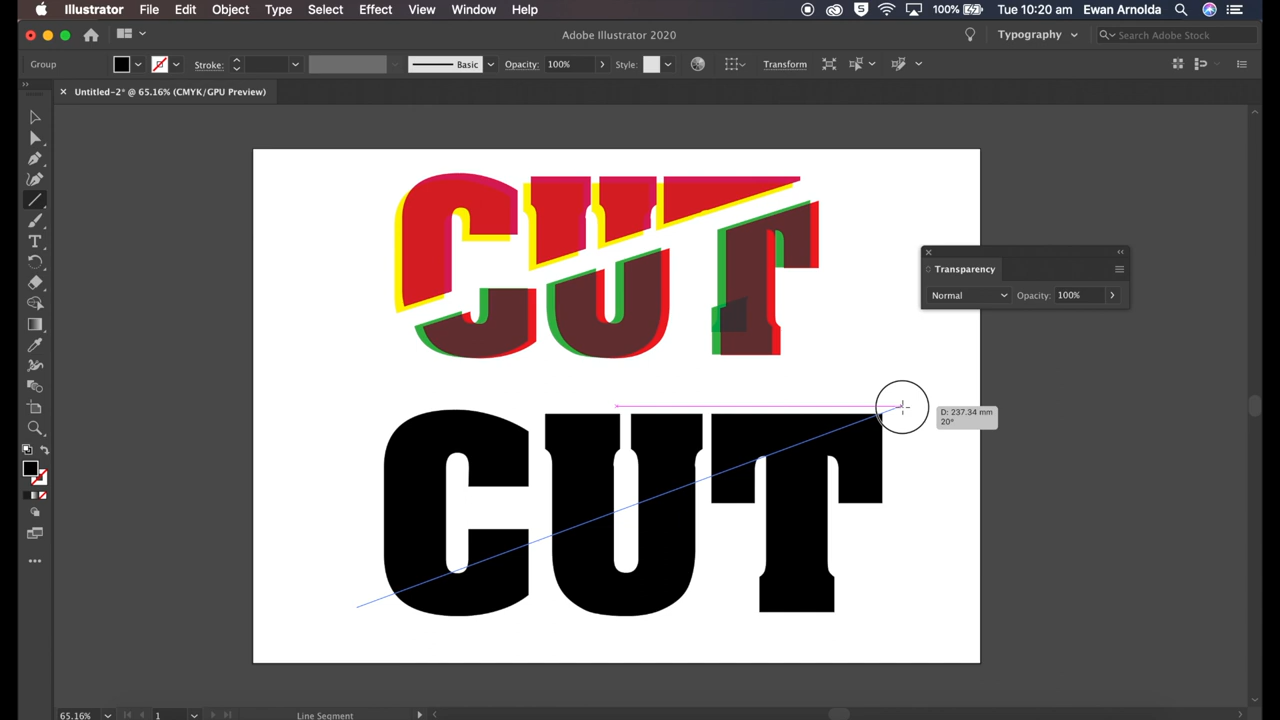 Illustrator File Edit Object Type Select Effect View Window Help 100% Tue 10:20 am Ewan Arnolda
Adobe Illustrator 2020 Typography Search Adobe Stock
Group Stroke: Basic Opacity: 100% Style: Transform
Untitled-2* @ 65.16% (CMYK/GPU Preview)
CUT
Transparency
Normal Opacity: 100%
D: 237.34 mm
20°
CUT
65.16% 1 Line Segment